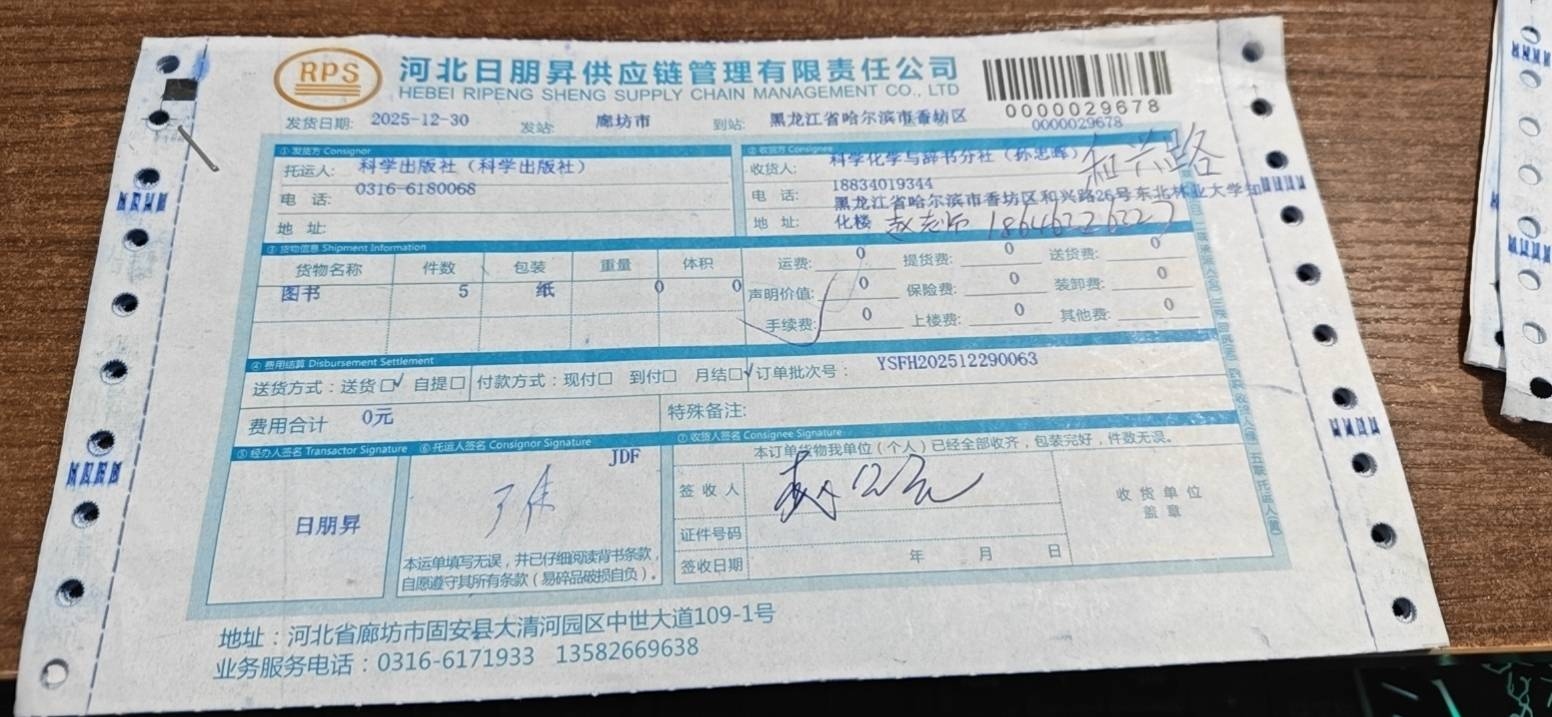 RPS 河北日朋昇供应链管理有限责任公司
HEBEI RIPENG SHENG SUPPLY CHAIN MANAGEMENT CO., LTD
0000029678
0000029678
发货日期: 2025-12-30 发站: 廊坊市 到站: 黑龙江省哈尔滨市香坊区
① 发货方 Consignor
托运人: 科学出版社（科学出版社）
电 话: 0316-6180068
地 址:
② 收货方 Consignee
收货人: 科学化学与辞书分社（孙忠晖） 和兴路
电 话: 18834019344
黑龙江省哈尔滨市香坊区和兴路26号东北林业大学知
地 址: 化楼 赵老师
③ 货物信息 Shipment Information
货物名称 件数 包装 重量 体积
图书 5 纸 0 0
运费: 0 提货费: 0 送货费: 0
声明价值: 0 保险费: 0 装卸费: 0
手续费: 0 上楼费: 0 其他费: 0
④ 费用结算 Disbursement Settlement
送货方式：送货☐✓ 自提☐ 付款方式：现付☐ 到付☐ 月结☐✓ 订单批次号： YSFH202512290063
费用合计 0元 特殊备注:
⑤ 经办人签名 Transactor Signature
日朋昇
⑥ 托运人签名 Consignor Signature
JDF
本运单填写无误，并已仔细阅读背书条款，
自愿遵守其所有条款（易碎品破损自负）。
⑦ 收货人签名 Consignee Signature
本订单货物我单位（个人）已经全部收齐，包装完好，件数无误。
签 收 人
证件号码
签收日期 年 月 日
收 货 单 位
盖 章
地址：河北省廊坊市固安县大清河园区中世大道109-1号
业务服务电话：0316-6171933 13582669638